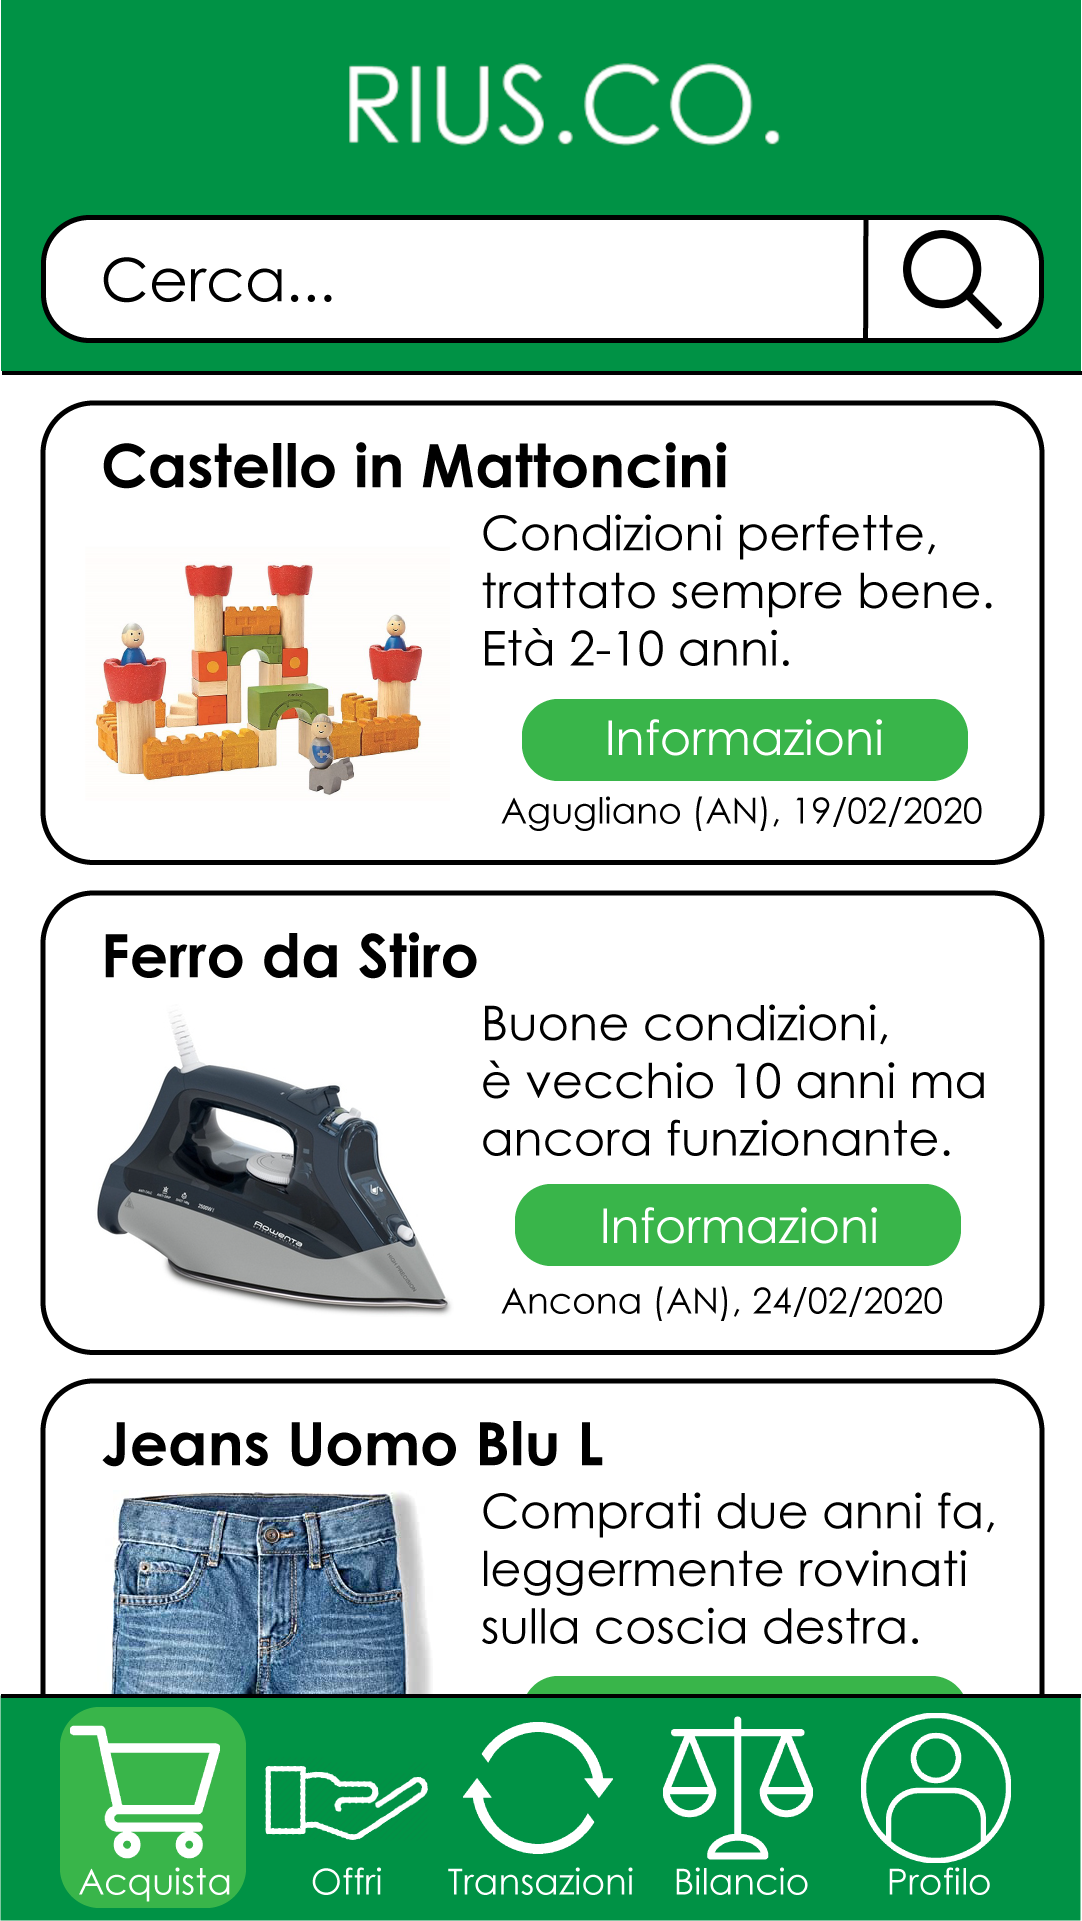 RIUS.CO.
Cerca...
Castello in Mattoncini
Condizioni perfette,
trattato sempre bene.
Età 2-10 anni.
Informazioni
Agugliano (AN), 19/02/2020
Ferro da Stiro
Buone condizioni,
è vecchio 10 anni ma
ancora funzionante.
Rowenta
Informazioni
Ancona (AN), 24/02/2020
Jeans Uomo Blu L
Comprati due anni fa,
leggermente rovinati
sulla coscia destra.
Acquista
Offri
Transazioni
Bilancio
Profilo